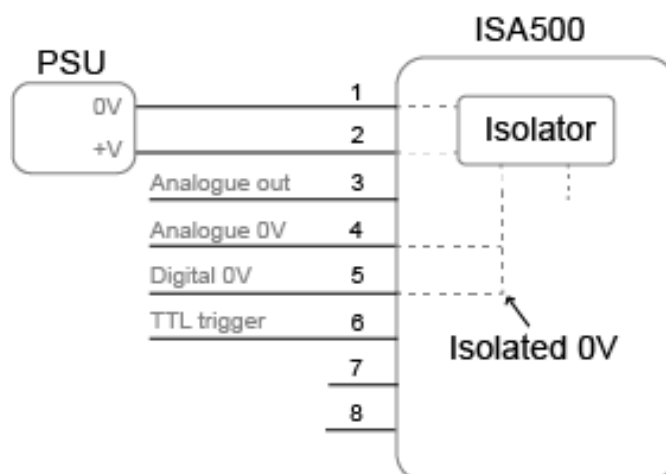 ISA500
PSU
0V
1
+V
2
Isolator
Analogue out
3
Analogue 0V
4
Digital 0V
5
TTL trigger
6
Isolated 0V
7
8